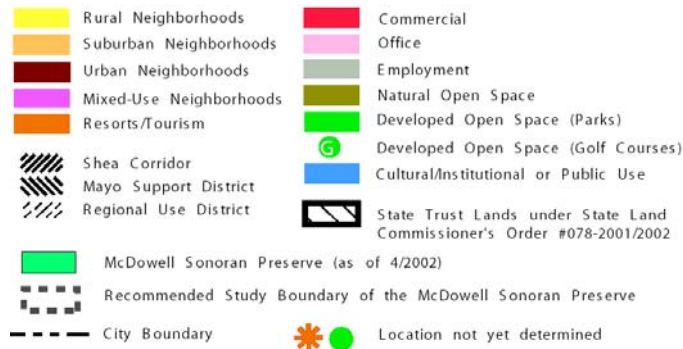 Rural Neighborhoods
Suburban Neighborhoods
Urban Neighborhoods
Mixed-Use Neighborhoods
Resorts/Tourism
Shea Corridor
Mayo Support District
Regional Use District
Commercial
Office
Employment
Natural Open Space
Developed Open Space (Parks)
G
Developed Open Space (Golf Courses)
Cultural/Institutional or Public Use
State Trust Lands under State Land
Commissioner's Order #078-2001/2002
McDowell Sonoran Preserve (as of 4/2002)
Recommended Study Boundary of the McDowell Sonoran Preserve
City Boundary
Location not yet determined